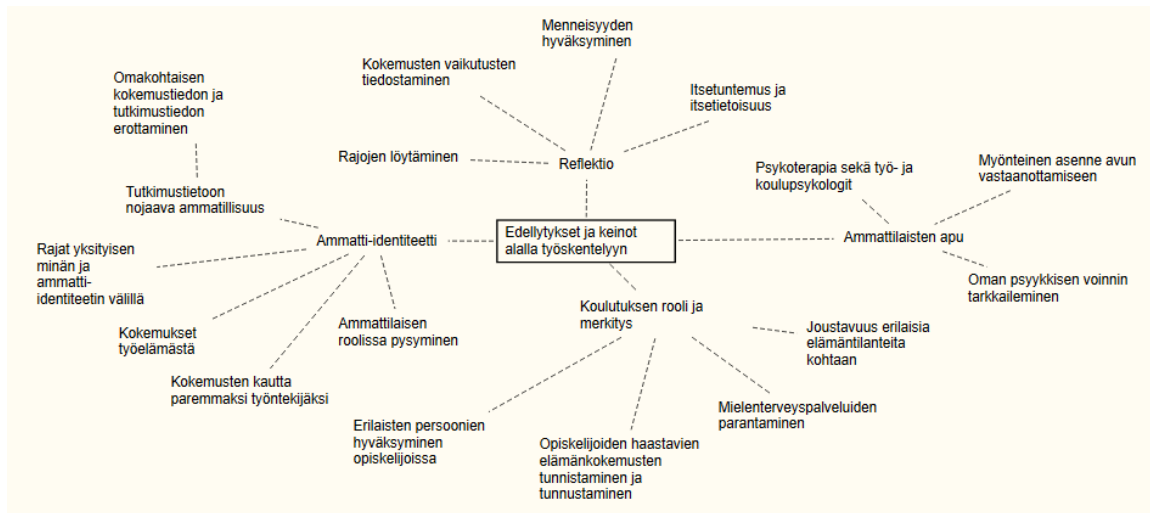 Menneisyyden
hyväksyminen
Kokemusten vaikutusten
tiedostaminen
Omakohtaisen
kokemustiedon ja
tutkimustiedon
erottaminen
Itsetuntemus ja
itsetietoisuus
Rajojen löytäminen
Reflektio
Psykoterapia sekä työ- ja
koulupsykologit
Myönteinen asenne avun
vastaanottamiseen
Tutkimustietoon
nojaava ammatillisuus
Ammatti-identiteetti
Edellytykset ja keinot
alalla työskentelyyn
Ammattilaisten apu
Rajat yksityisen
minän ja
ammatti-
identiteetin välillä
Oman psyykkisen voinnin
tarkkaileminen
Koulutuksen rooli ja
merkitys
Kokemukset
työelämästä
Ammattilaisen
roolissa pysyminen
Joustavuus erilaisia
elämäntilanteita
kohtaan
Kokemusten kautta
paremmaksi työntekijäksi
Mielenterveyspalveluiden
parantaminen
Erilaisten persoonien
hyväksyminen
opiskelijoissa
Opiskelijoiden haastavien
elämänkokemusten
tunnistaminen ja
tunnustaminen